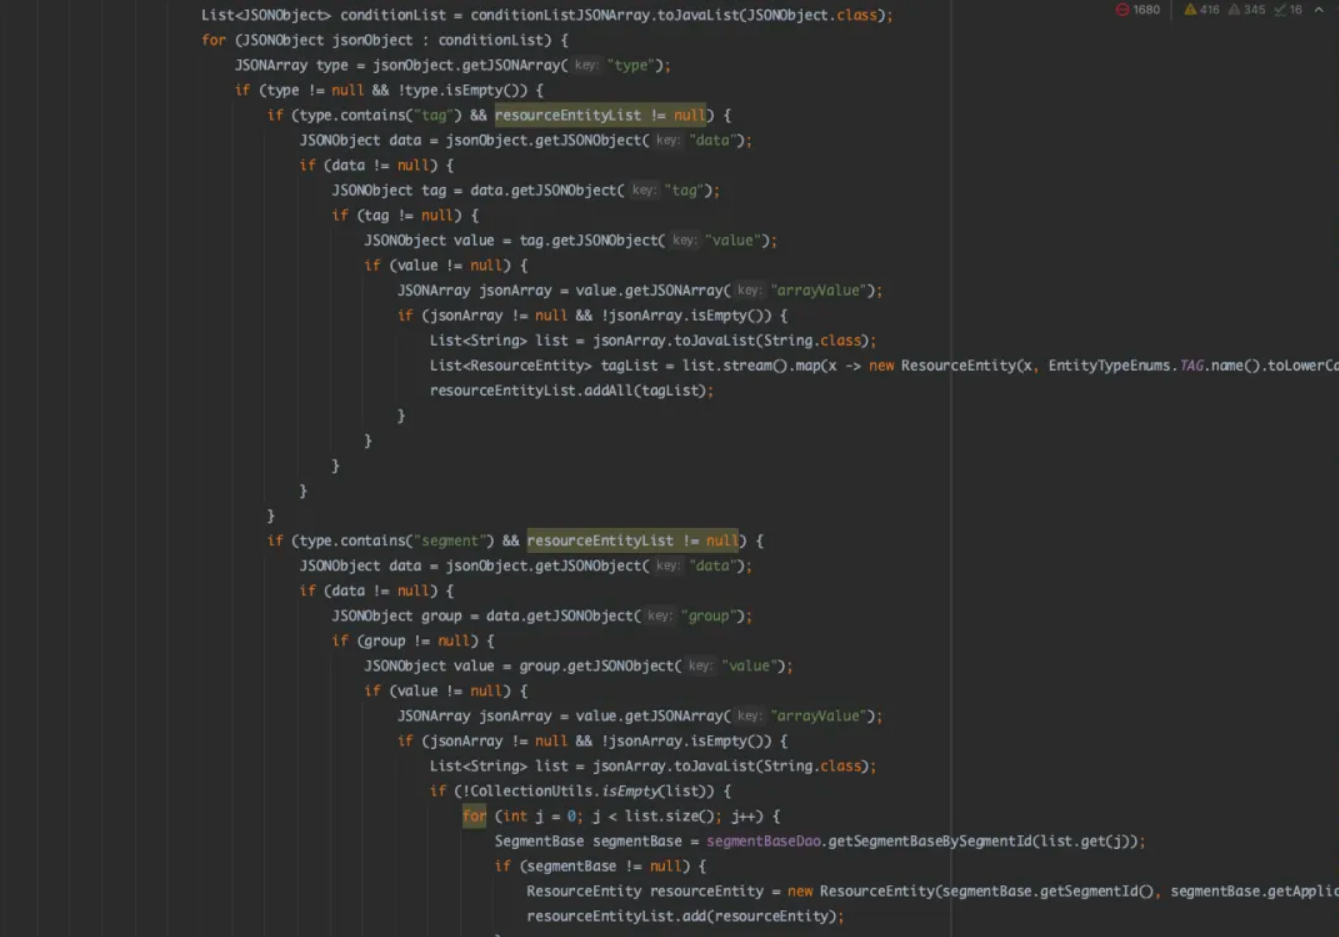 1680 416 345 16
List<JSONObject> conditionList = conditionListJSONArray.toJavaList(JSONObject.class);
for (JSONObject jsonObject : conditionList) {
JSONArray type = jsonObject.getJSONArray( key: "type");
if (type != null && !type.isEmpty()) {
if (type.contains("tag") && resourceEntityList != null) {
JSONObject data = jsonObject.getJSONObject( key: "data");
if (data != null) {
JSONObject tag = data.getJSONObject( key: "tag");
if (tag != null) {
JSONObject value = tag.getJSONObject( key: "value");
if (value != null) {
JSONArray jsonArray = value.getJSONArray( key: "arrayValue");
if (jsonArray != null && !jsonArray.isEmpty()) {
List<String> list = jsonArray.toJavaList(String.class);
List<ResourceEntity> tagList = list.stream().map(x -> new ResourceEntity(x, EntityTypeEnums.TAG.name().toLowerCa
resourceEntityList.addAll(tagList);
}
}
}
}
}
if (type.contains("segment") && resourceEntityList != null) {
JSONObject data = jsonObject.getJSONObject( key: "data");
if (data != null) {
JSONObject group = data.getJSONObject( key: "group");
if (group != null) {
JSONObject value = group.getJSONObject( key: "value");
if (value != null) {
JSONArray jsonArray = value.getJSONArray( key: "arrayValue");
if (jsonArray != null && !jsonArray.isEmpty()) {
List<String> list = jsonArray.toJavaList(String.class);
if (!CollectionUtils.isEmpty(list)) {
for (int j = 0; j < list.size(); j++) {
SegmentBase segmentBase = segmentBaseDao.getSegmentBaseBySegmentId(list.get(j));
if (segmentBase != null) {
ResourceEntity resourceEntity = new ResourceEntity(segmentBase.getSegmentId(), segmentBase.getApplic
resourceEntityList.add(resourceEntity);